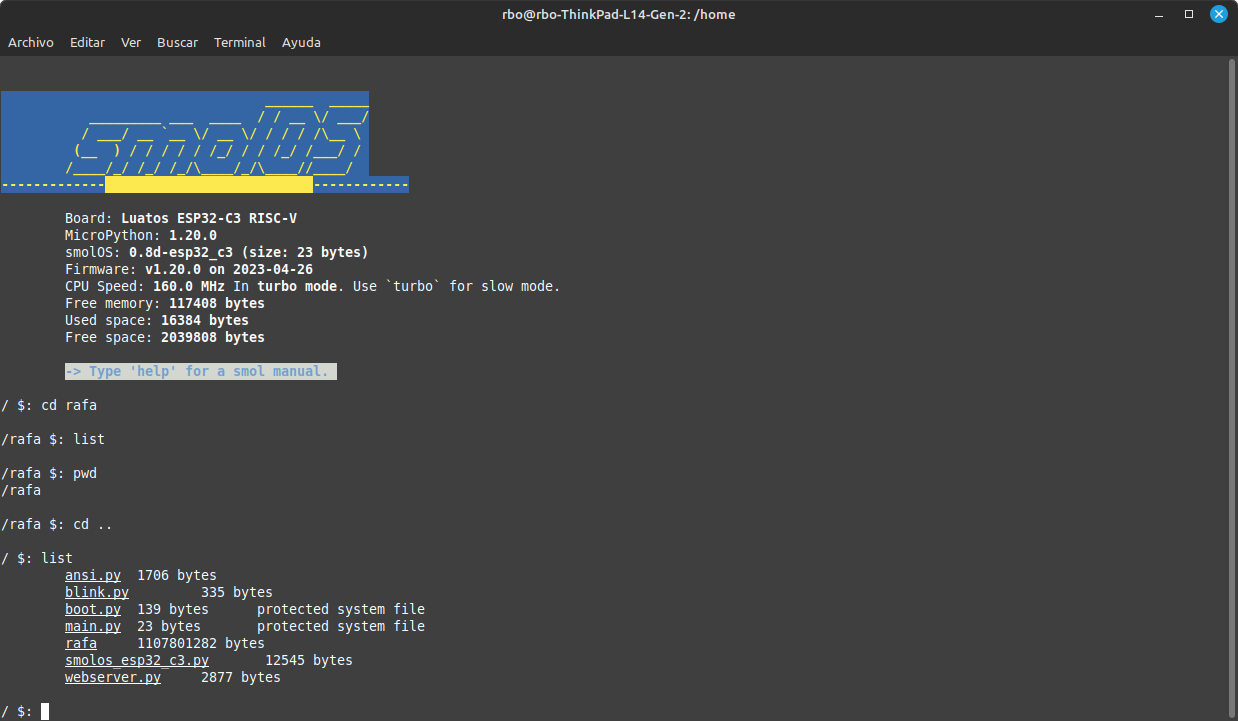 rbo@rbo-ThinkPad-L14-Gen-2: /home
Archivo Editar Ver Buscar Terminal Ayuda
smolOS
Board: Luatos ESP32-C3 RISC-V
MicroPython: 1.20.0
smolOS: 0.8d-esp32_c3 (size: 23 bytes)
Firmware: v1.20.0 on 2023-04-26
CPU Speed: 160.0 MHz In turbo mode. Use `turbo` for slow mode.
Free memory: 117408 bytes
Used space: 16384 bytes
Free space: 2039808 bytes
-> Type 'help' for a smol manual.
/ $: cd rafa
/rafa $: list
/rafa $: pwd
/rafa
/rafa $: cd ..
/ $: list
ansi.py 1706 bytes
blink.py 335 bytes
boot.py 139 bytes protected system file
main.py 23 bytes protected system file
rafa 1107801282 bytes
smolos_esp32_c3.py 12545 bytes
webserver.py 2877 bytes
/ $: